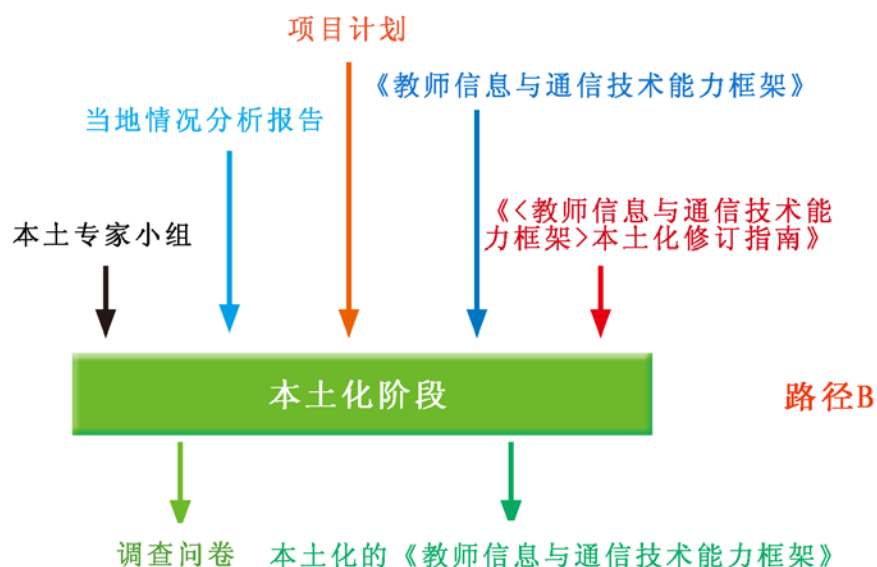 项目计划
《教师信息与通信技术能力框架》
当地情况分析报告
《<教师信息与通信技术能
力框架>本土化修订指南》
本土专家小组
本土化阶段
路径B
调查问卷
本土化的《教师信息与通信技术能力框架》